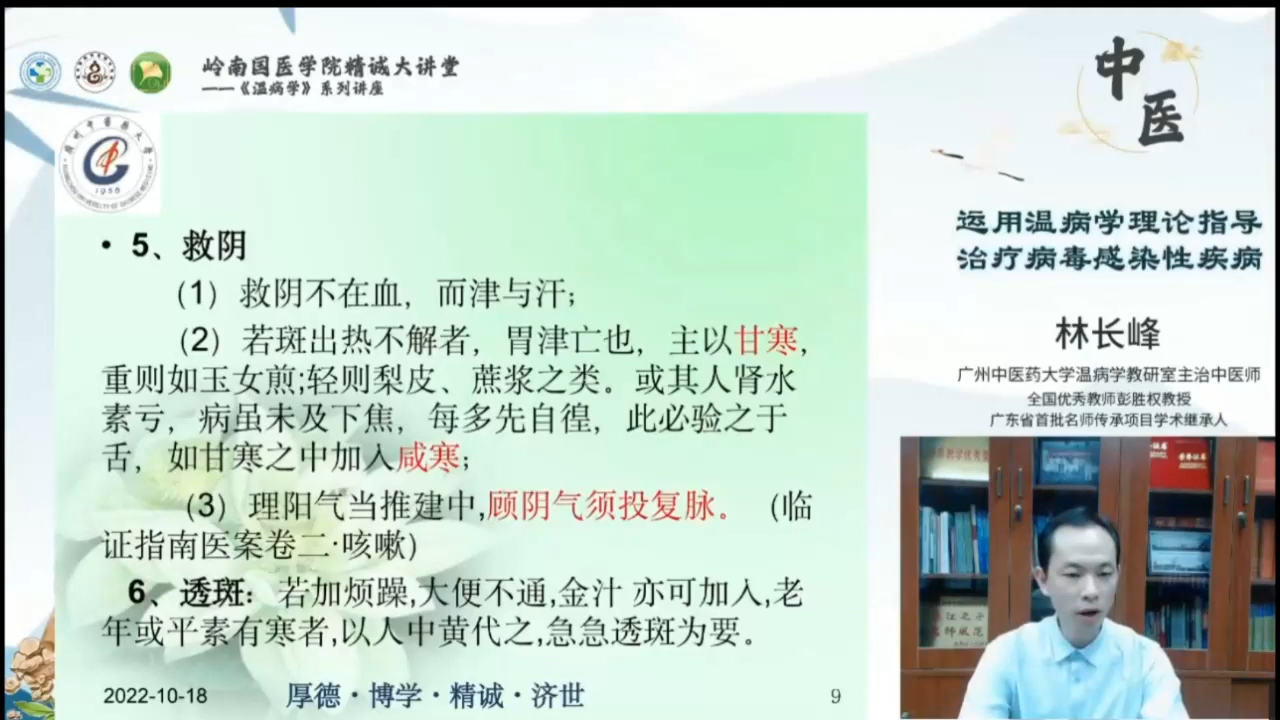 岭南国医学院精诚大讲堂
——《温病学》系列讲座
中医
1956
• 5、救阴
（1）救阴不在血，而津与汗；
（2）若斑出热不解者，胃津亡也，主以甘寒，
重则如玉女煎;轻则梨皮、蔗浆之类。或其人肾水
素亏，病虽未及下焦，每多先自徨，此必验之于
舌，如甘寒之中加入咸寒；
（3）理阳气当推建中,顾阴气须投复脉。（临
证指南医案卷二·咳嗽）
6、透斑：若加烦躁,大便不通,金汁 亦可加入,老
年或平素有寒者,以人中黄代之,急急透斑为要。
2022-10-18
厚德·博学·精诚·济世
9
运用温病学理论指导
治疗病毒感染性疾病
林长峰
广州中医药大学温病学教研室主治中医师
全国优秀教师彭胜权教授
广东省首批名师传承项目学术继承人